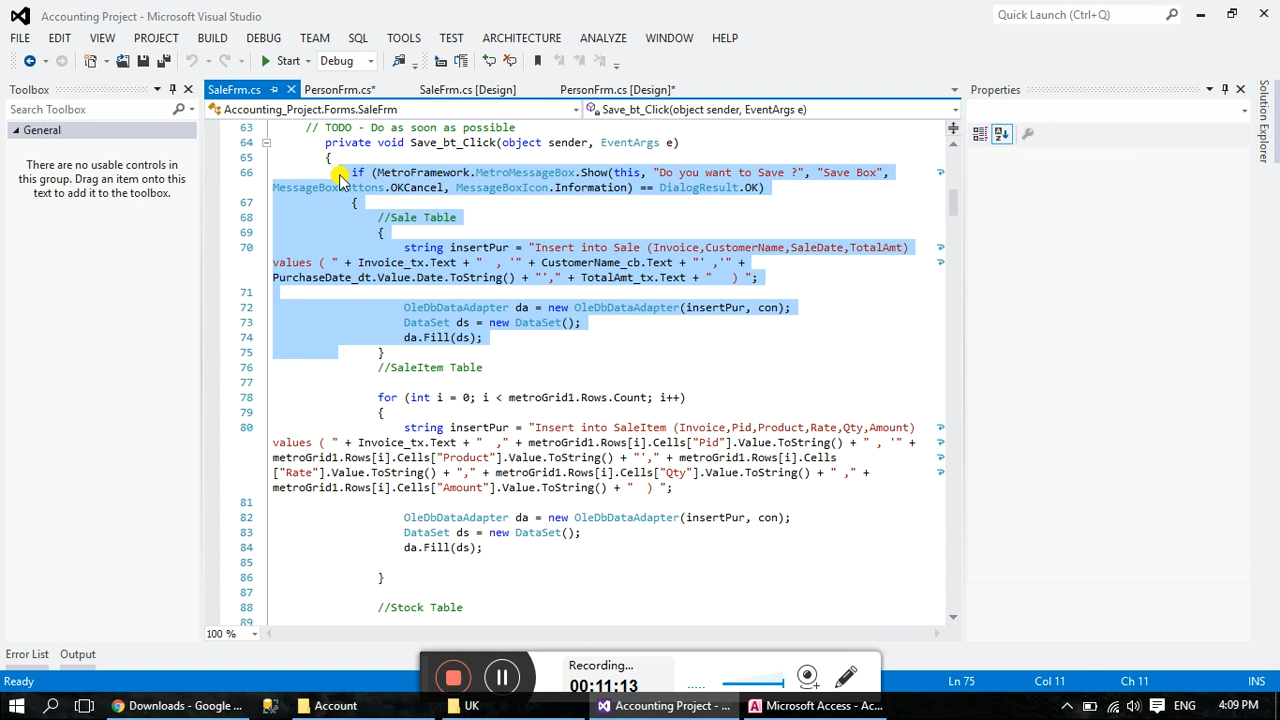 Accounting Project - Microsoft Visual Studio
Quick Launch (Ctrl+Q)
FILE EDIT VIEW PROJECT BUILD DEBUG TEAM SQL TOOLS TEST ARCHITECTURE ANALYZE WINDOW HELP
Start Debug
Toolbox
SaleFrm.cs PersonFrm.cs* SaleFrm.cs [Design] PersonFrm.cs [Design]*
Properties
Search Toolbox
Accounting_Project.Forms.SaleFrm Save_bt_Click(object sender, EventArgs e)
General
There are no usable controls in
this group. Drag an item onto this
text to add it to the toolbox.
63 // TODO - Do as soon as possible
64 private void Save_bt_Click(object sender, EventArgs e)
65 {
66 if (MetroFramework.MetroMessageBox.Show(this, "Do you want to Save ?", "Save Box",
MessageBoxButtons.OKCancel, MessageBoxIcon.Information) == DialogResult.OK)
67 {
68 //Sale Table
69 {
70 string insertPur = "Insert into Sale (Invoice,CustomerName,SaleDate,TotalAmt)
values ( " + Invoice_tx.Text + " , '" + CustomerName_cb.Text + "' ,'" +
PurchaseDate_dt.Value.Date.ToString() + "'," + TotalAmt_tx.Text + "   ) ";
71
72 OleDbDataAdapter da = new OleDbDataAdapter(insertPur, con);
73 DataSet ds = new DataSet();
74 da.Fill(ds);
75 }
76 //SaleItem Table
77
78 for (int i = 0; i < metroGrid1.Rows.Count; i++)
79 {
80 string insertPur = "Insert into SaleItem (Invoice,Pid,Product,Rate,Qty,Amount)
values ( " + Invoice_tx.Text + "  ," + metroGrid1.Rows[i].Cells["Pid"].Value.ToString() + " , '" +
metroGrid1.Rows[i].Cells["Product"].Value.ToString() + "'," + metroGrid1.Rows[i].Cells
["Rate"].Value.ToString() + "," + metroGrid1.Rows[i].Cells["Qty"].Value.ToString() + " ," +
metroGrid1.Rows[i].Cells["Amount"].Value.ToString() + "  ) ";
81
82 OleDbDataAdapter da = new OleDbDataAdapter(insertPur, con);
83 DataSet ds = new DataSet();
84 da.Fill(ds);
85
86 }
87
88 //Stock Table
89
100 %
Solution Explorer
Error List Output
Recording...
00:11:13
Ready
Ln 75 Col 11 Ch 11 INS
Downloads - Google ... Account UK Accounting Project - ... Microsoft Access - Ac... ENG 4:09 PM